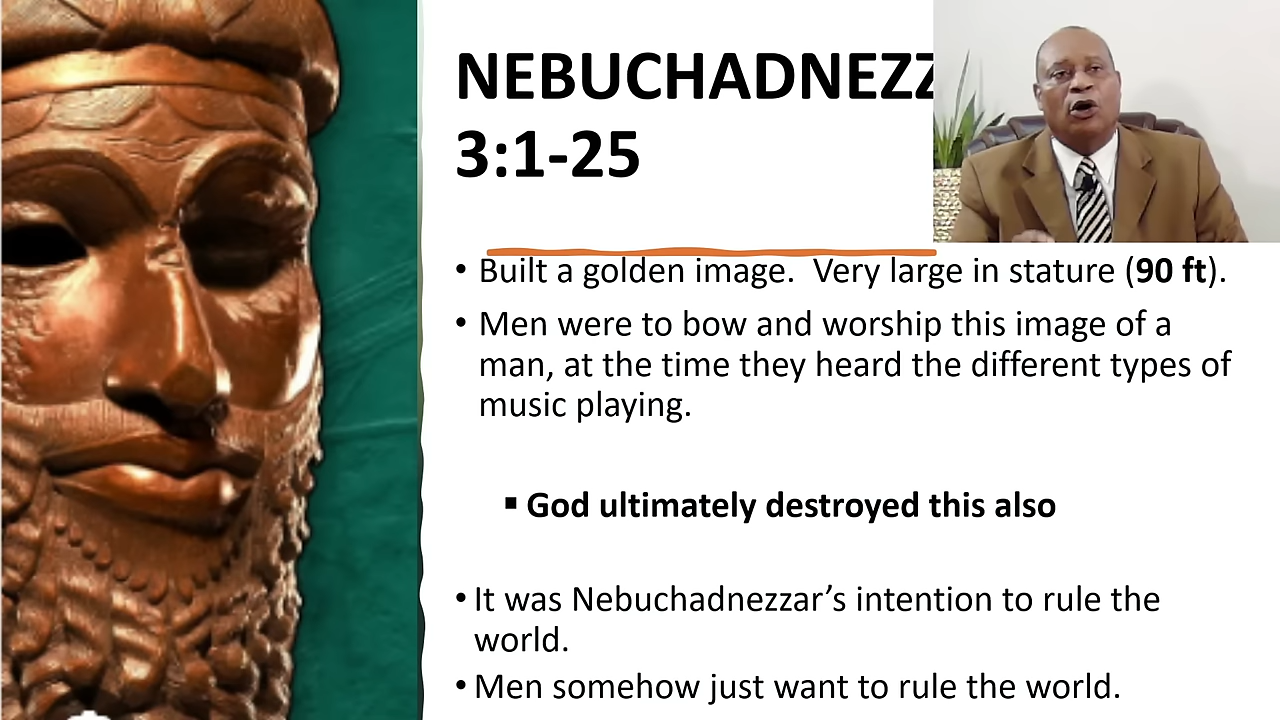 NEBUCHADNEZZ
3:1-25
• Built a golden image.  Very large in stature (90 ft).
• Men were to bow and worship this image of a
man, at the time they heard the different types of
music playing.
▪ God ultimately destroyed this also
• It was Nebuchadnezzar’s intention to rule the
world.
• Men somehow just want to rule the world.